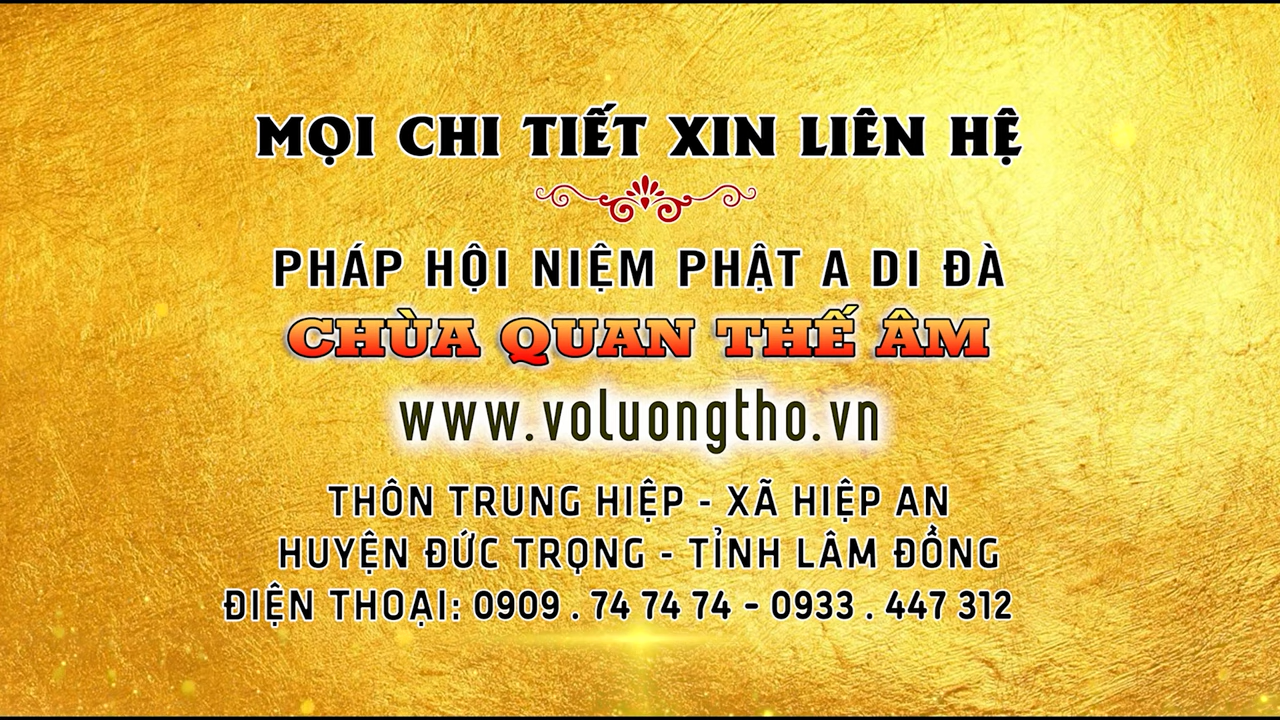 MỌI CHI TIẾT XIN LIÊN HỆ
PHÁP HỘI NIỆM PHẬT A DI ĐÀ
CHÙA QUAN THẾ ÂM
www.voluongtho.vn
THÔN TRUNG HIỆP - XÃ HIỆP AN
HUYỆN ĐỨC TRỌNG - TỈNH LÂM ĐỒNG
ĐIỆN THOẠI: 0909 . 74 74 74 - 0933 . 447 312